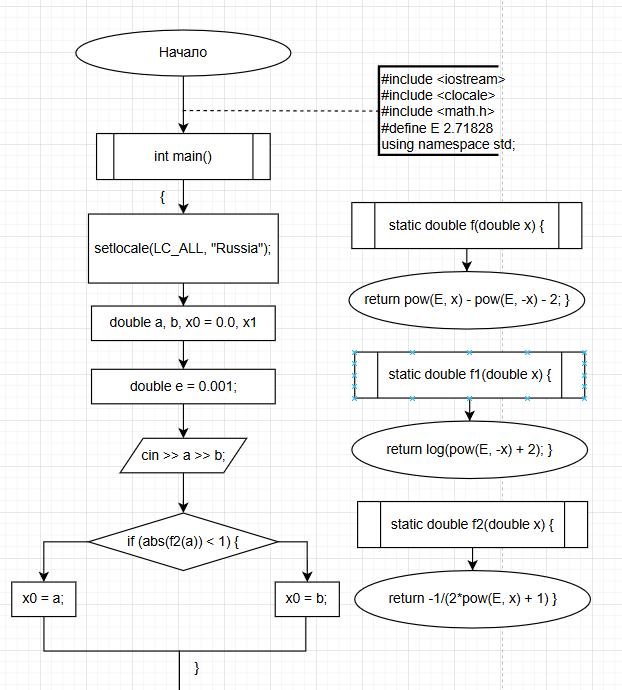 Начало
#include <iostream>
#include <clocale>
#include <math.h>
#define E 2.71828
using namespace std;
int main()
{
setlocale(LC_ALL, "Russia");
double a, b, x0 = 0.0, x1
double e = 0.001;
cin >> a >> b;
if (abs(f2(a)) < 1) {
x0 = a;
x0 = b;
}
static double f(double x) {
return pow(E, x) - pow(E, -x) - 2; }
static double f1(double x) {
return log(pow(E, -x) + 2); }
static double f2(double x) {
return -1/(2*pow(E, x) + 1) }